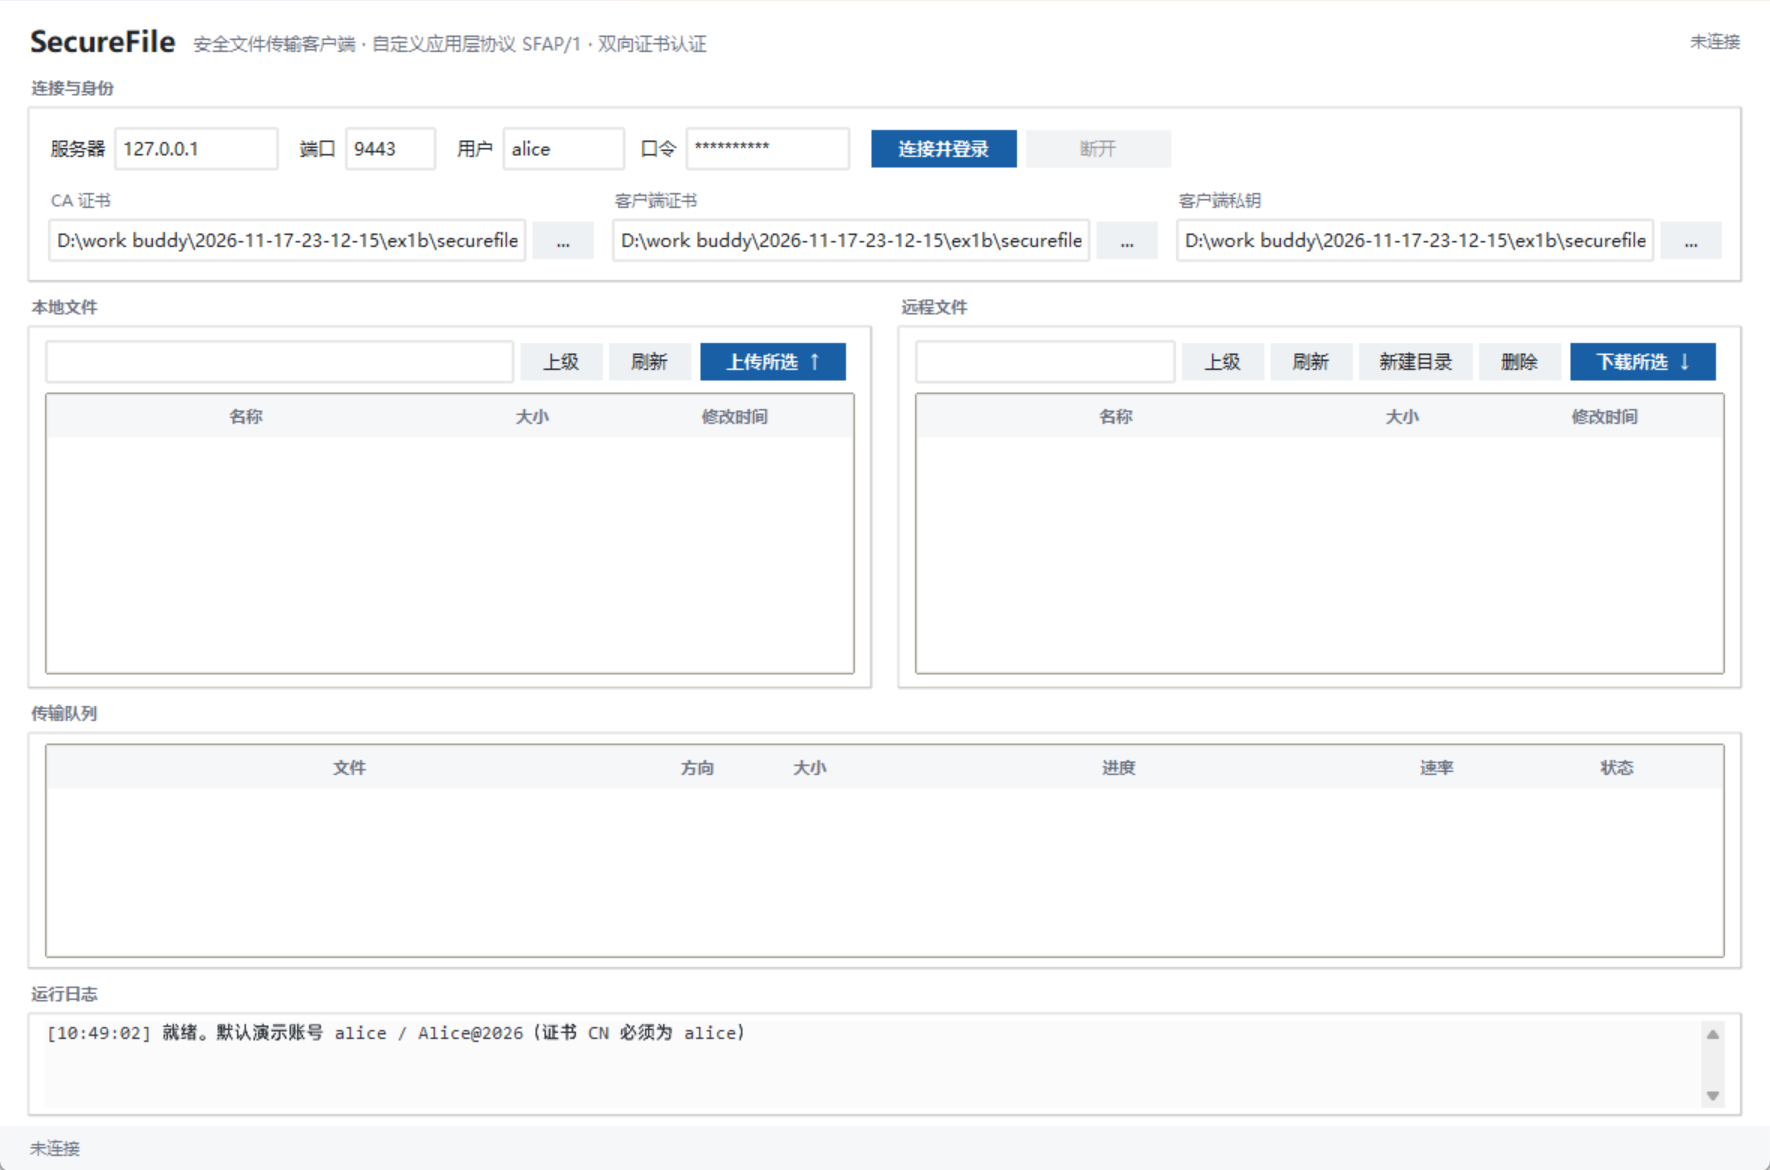 SecureFile 安全文件传输客户端 · 自定义应用层协议 SFAP/1 · 双向证书认证 未连接
连接与身份
服务器 127.0.0.1 端口 9443 用户 alice 口令 ********** 连接并登录 断开
CA 证书 客户端证书 客户端私钥
D:\work buddy\2026-11-17-23-12-15\ex1b\securefile ... D:\work buddy\2026-11-17-23-12-15\ex1b\securefile ... D:\work buddy\2026-11-17-23-12-15\ex1b\securefile ...
本地文件 远程文件
上级 刷新 上传所选 ↑ 上级 刷新 新建目录 删除 下载所选 ↓
名称 大小 修改时间 名称 大小 修改时间
传输队列
文件 方向 大小 进度 速率 状态
运行日志
[10:49:02] 就绪。默认演示账号 alice / Alice@2026（证书 CN 必须为 alice）
未连接